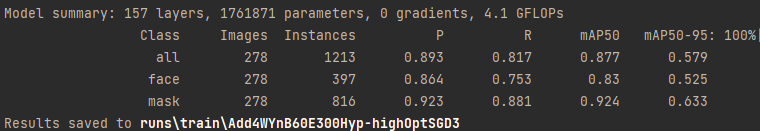 Model summary: 157 layers, 1761871 parameters, 0 gradients, 4.1 GFLOPs
Class Images Instances P R mAP50 mAP50-95: 100%|
all 278 1213 0.893 0.817 0.877 0.579
face 278 397 0.864 0.753 0.83 0.525
mask 278 816 0.923 0.881 0.924 0.633
Results saved to runs\train\Add4WYnB60E300Hyp-highOptSGD3